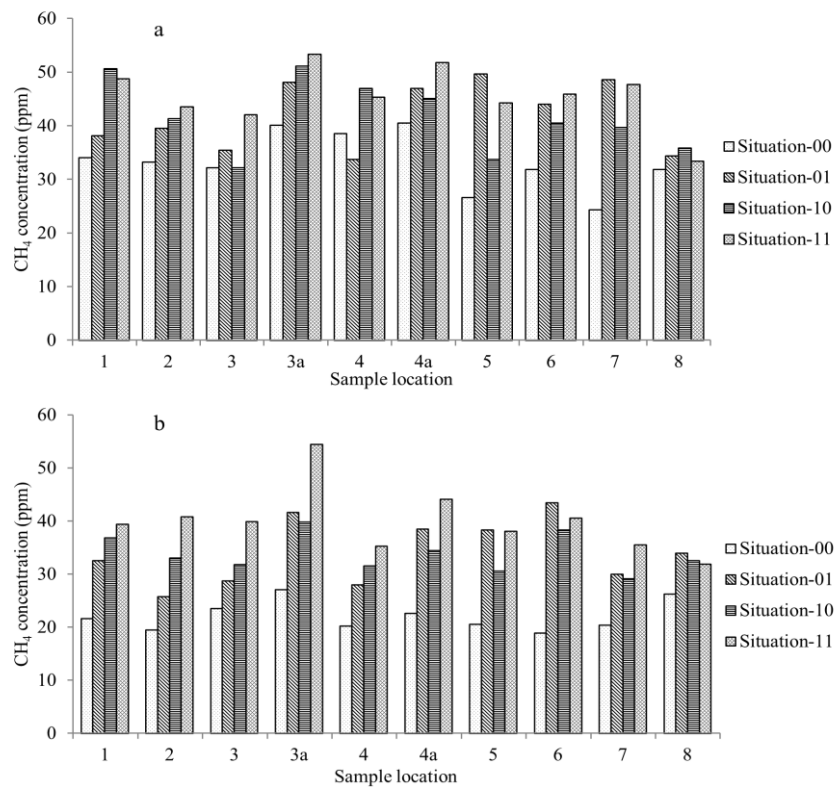 a
CH₄ concentration (ppm)
60
50
40
30
20
10
0
1 2 3 3a 4 4a 5 6 7 8
Sample location
Situation-00
Situation-01
Situation-10
Situation-11
b
CH₄ concentration (ppm)
60
50
40
30
20
10
0
1 2 3 3a 4 4a 5 6 7 8
Sample location
Situation-00
Situation-01
Situation-10
Situation-11